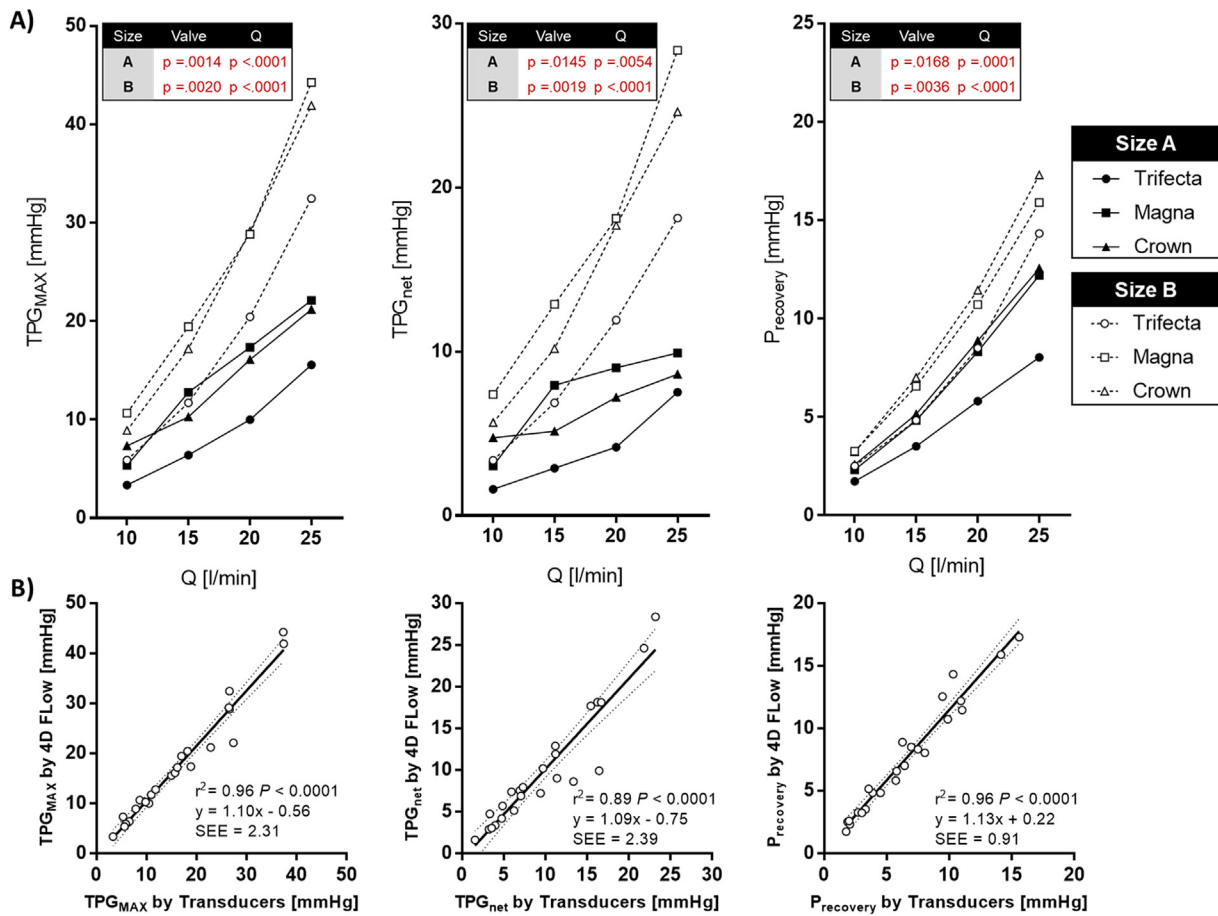 A)
Size Valve Q
A p =.0014 p <.0001
B p =.0020 p <.0001
50
40
30
20
10
0
TPGMAX [mmHg]
10 15 20 25
Q [l/min]
Size Valve Q
A p =.0145 p =.0054
B p =.0019 p <.0001
30
20
10
0
TPGnet [mmHg]
10 15 20 25
Q [l/min]
Size Valve Q
A p =.0168 p =.0001
B p =.0036 p <.0001
25
20
15
10
5
0
Precovery [mmHg]
10 15 20 25
Q [l/min]
Size A
Trifecta
Magna
Crown
Size B
Trifecta
Magna
Crown
B)
50
40
30
20
10
0
TPGMAX by 4D FLow [mmHg]
r² = 0.96 P < 0.0001
y = 1.10x - 0.56
SEE = 2.31
0 10 20 30 40 50
TPGMAX by Transducers [mmHg]
30
25
20
15
10
5
0
TPGnet by 4D FLow [mmHg]
r² = 0.89 P < 0.0001
y = 1.09x - 0.75
SEE = 2.39
0 5 10 15 20 25 30
TPGnet by Transducers [mmHg]
20
15
10
5
0
Precovery by 4D FLow [mmHg]
r² = 0.96 P < 0.0001
y = 1.13x + 0.22
SEE = 0.91
0 5 10 15 20
Precovery by Transducers [mmHg]